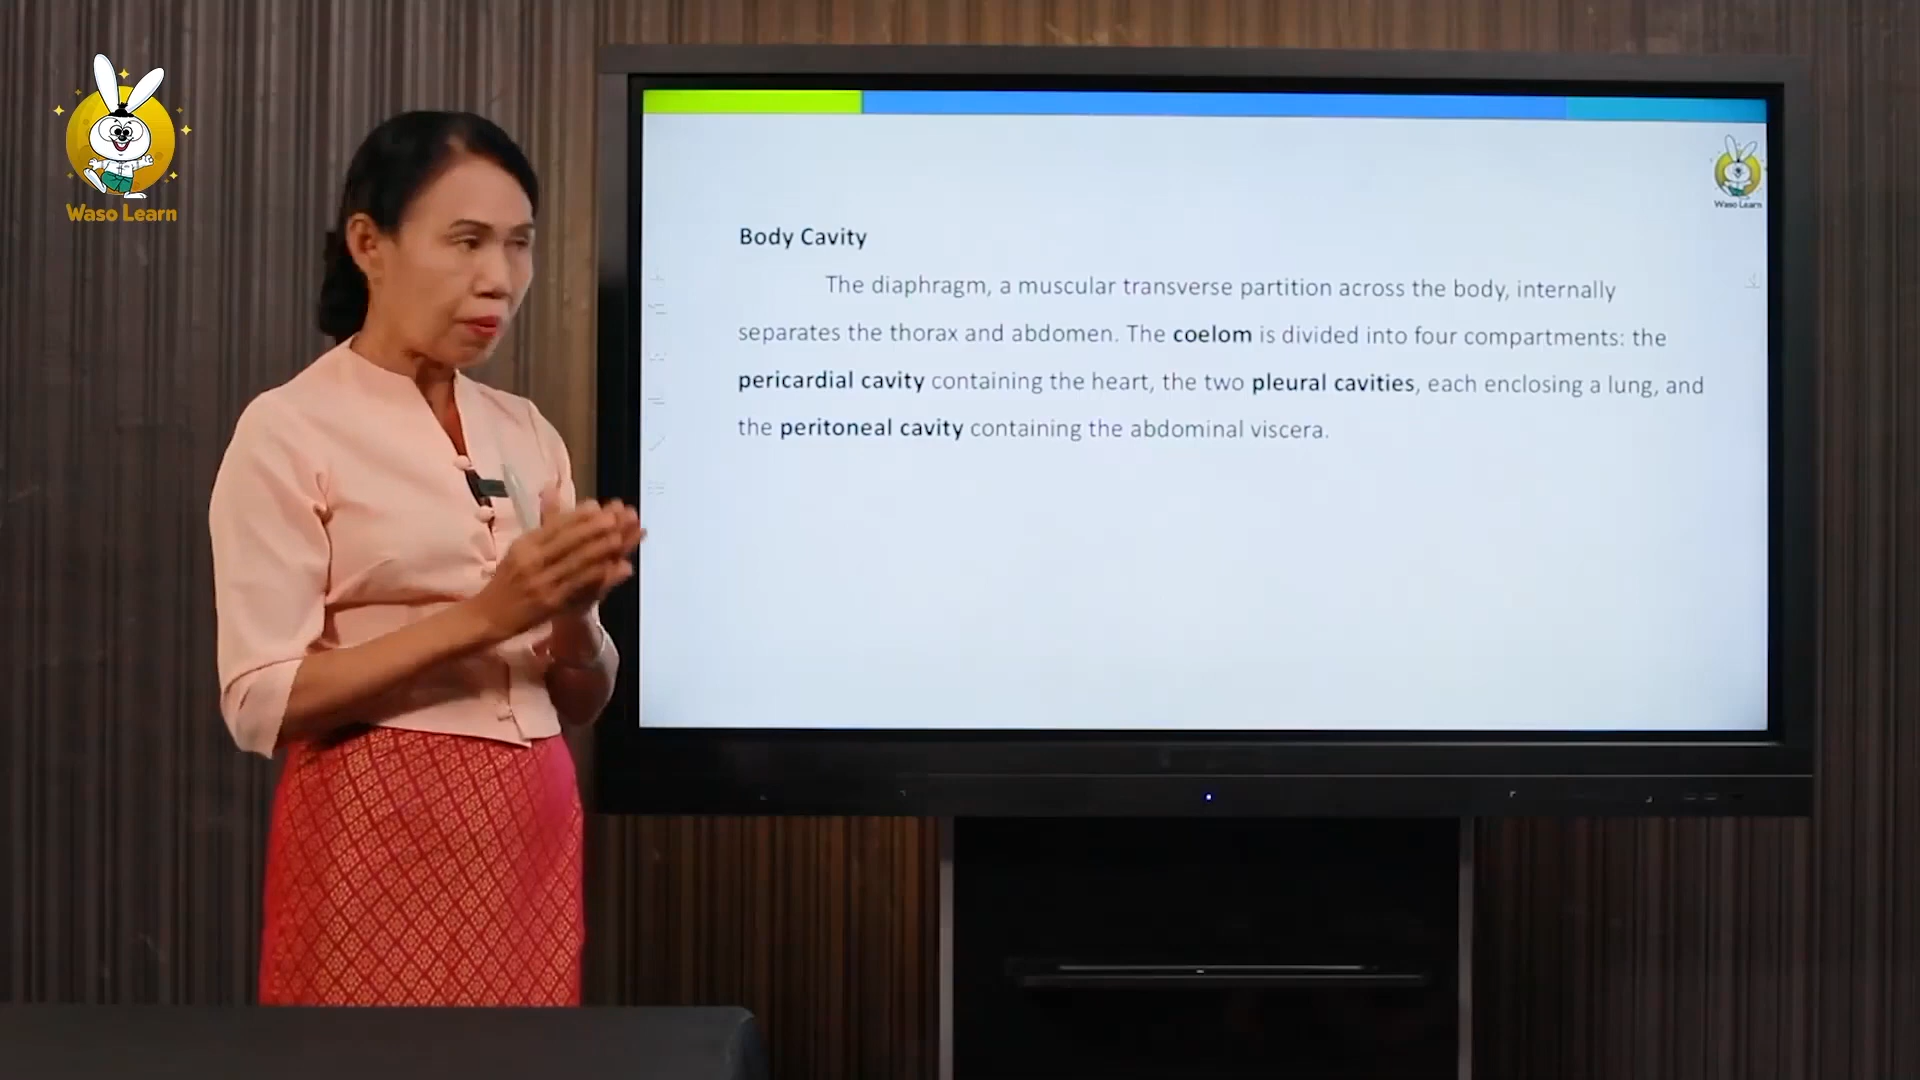 Waso Learn
Waso Learn
Body Cavity
The diaphragm, a muscular transverse partition across the body, internally
separates the thorax and abdomen. The coelom is divided into four compartments: the
pericardial cavity containing the heart, the two pleural cavities, each enclosing a lung, and
the peritoneal cavity containing the abdominal viscera.